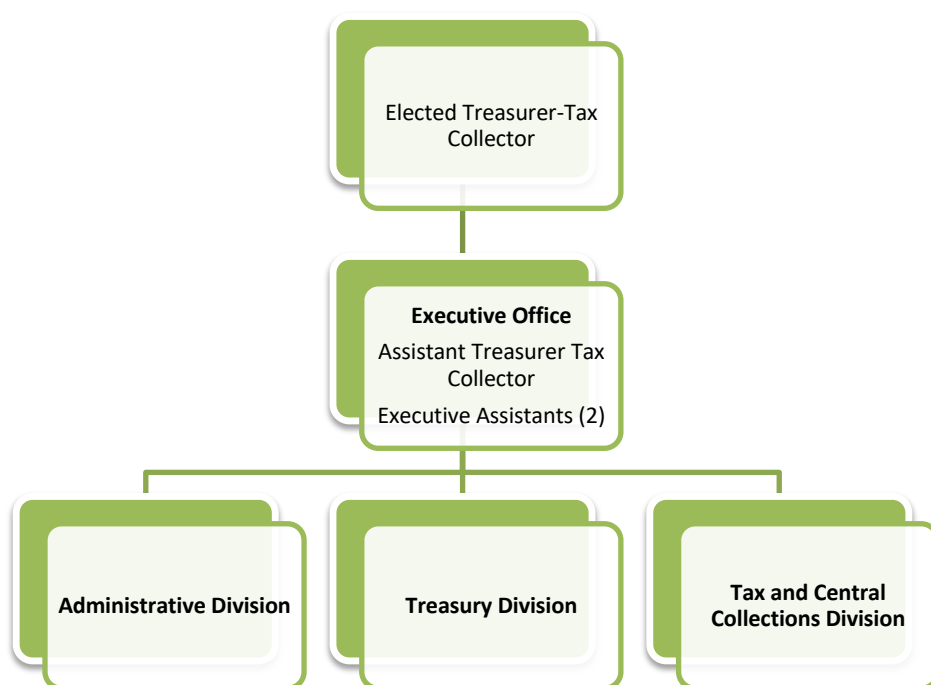 Elected Treasurer-Tax
Collector
Executive Office
Assistant Treasurer Tax
Collector
Executive Assistants (2)
Administrative Division
Treasury Division
Tax and Central
Collections Division